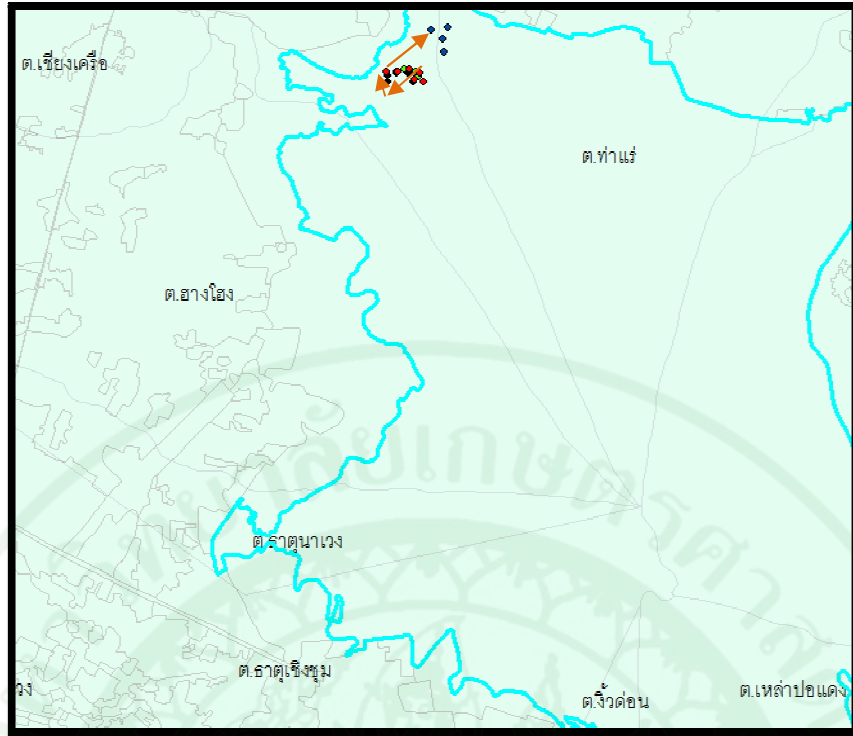 ต.เชียงเครือ
ต.ท่าแร่
ต.ฮางโฮง
ต.ธาตุนาเวง
ต.ธาตุเชิงชุม
วง
ต.งิ้วด่อน
ต.เหล่าปอแดง